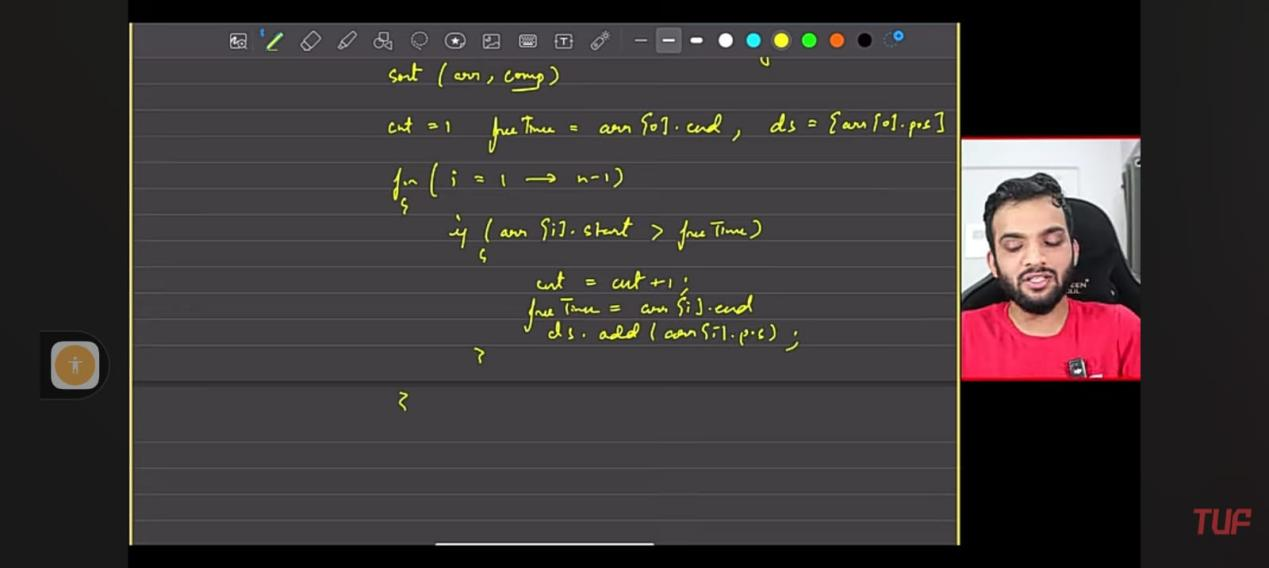 sort (arr, comp)
cnt = 1 freeTime = arr[0].end, ds = [arr[0].pos]
for (i = 1 → n-1)
{
if (arr[i].start > freeTime)
{
cnt = cnt + 1;
freeTime = arr[i].end
ds.add(arr[i].pos);
}
}
TUF